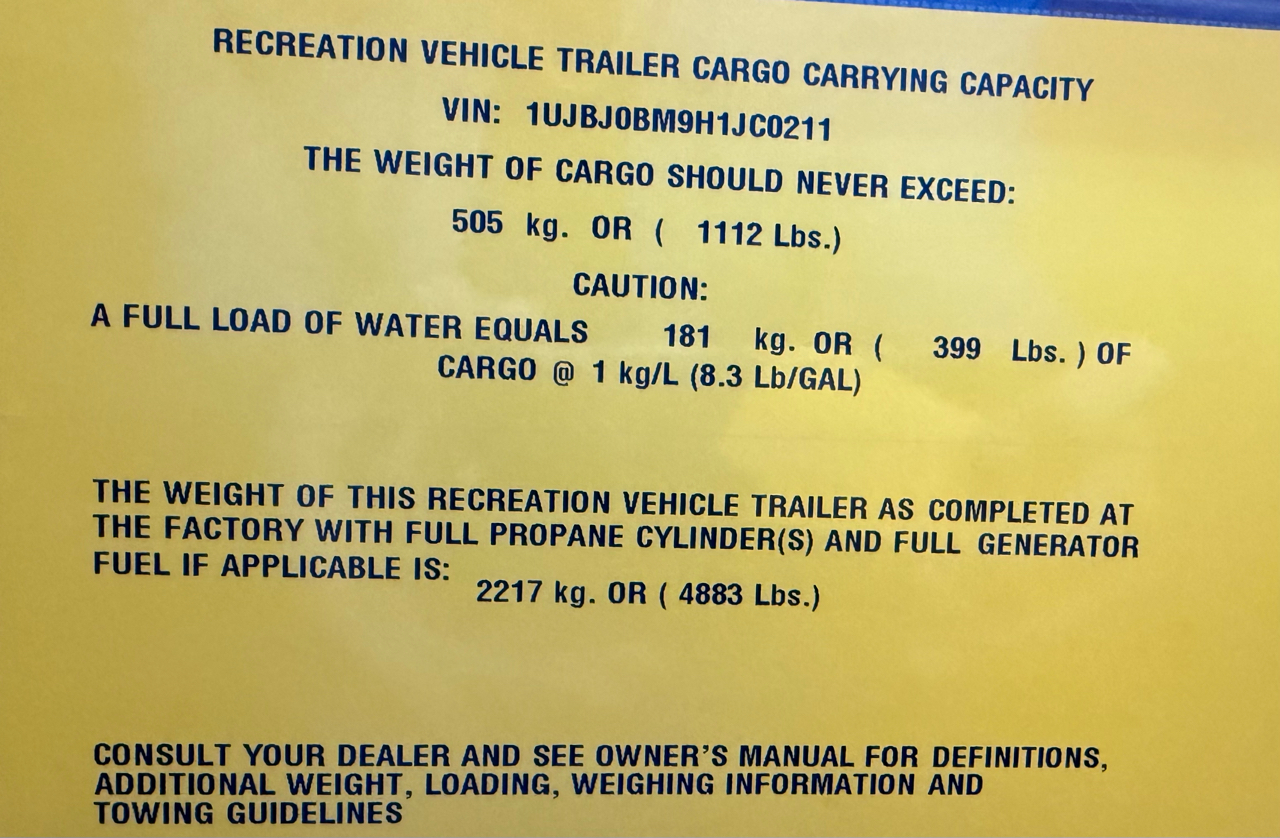 RECREATION VEHICLE TRAILER CARGO CARRYING CAPACITY
VIN: 1UJBJ0BM9H1JC0211
THE WEIGHT OF CARGO SHOULD NEVER EXCEED:
505 kg. OR ( 1112 Lbs.)
CAUTION:
A FULL LOAD OF WATER EQUALS 181 kg. OR ( 399 Lbs. ) OF
CARGO @ 1 kg/L (8.3 Lb/GAL)
THE WEIGHT OF THIS RECREATION VEHICLE TRAILER AS COMPLETED AT
THE FACTORY WITH FULL PROPANE CYLINDER(S) AND FULL GENERATOR
FUEL IF APPLICABLE IS:
2217 kg. OR ( 4883 Lbs.)
CONSULT YOUR DEALER AND SEE OWNER'S MANUAL FOR DEFINITIONS,
ADDITIONAL WEIGHT, LOADING, WEIGHING INFORMATION AND
TOWING GUIDELINES